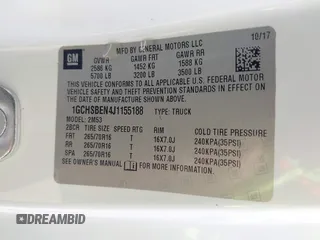 GM
MFD BY GENERAL MOTORS LLC
10/17
GVWR GAWR FRT GAWR RR
2586 KG 1452 KG 1588 KG
5700 LB 3200 LB 3500 LB
THIS VEHICLE CONFORMS TO ALL APPLICABLE
U.S. FEDERAL MOTOR VEHICLE SAFETY
AND THEFT PREVENTION STANDARDS IN EFFECT ON
THE DATE OF MANUFACTURE SHOWN ABOVE.
1GCHSBEN4J1155188 TYPE: TRUCK
2MS3
TIRE SIZE SPEED RTG RIM COLD TIRE PRESSURE
FRT 265/70R16 T 16X7.0J 240KPA(35PSI)
RR 265/70R16 T 16X7.0J 240KPA(35PSI)
SPA 265/70R16 T 16X7.0J 240KPA(35PSI)
SEE OWNER'S MANUAL FOR ADDITIONAL INFORMATION.
DREAMBID